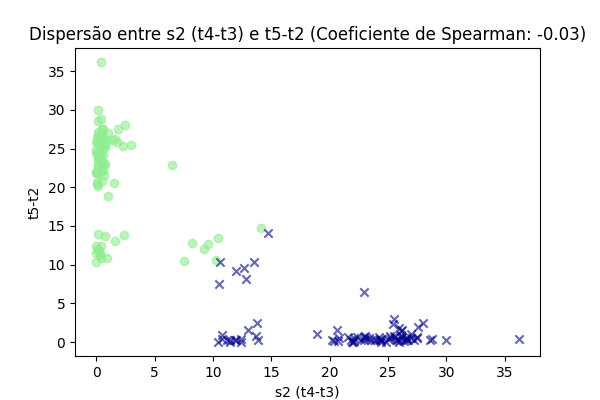 Dispersão entre s2 (t4-t3) e t5-t2 (Coeficiente de Spearman: -0.03)
35
30
25
20
15
10
5
0
t5-t2
0 5 10 15 20 25 30 35
s2 (t4-t3)